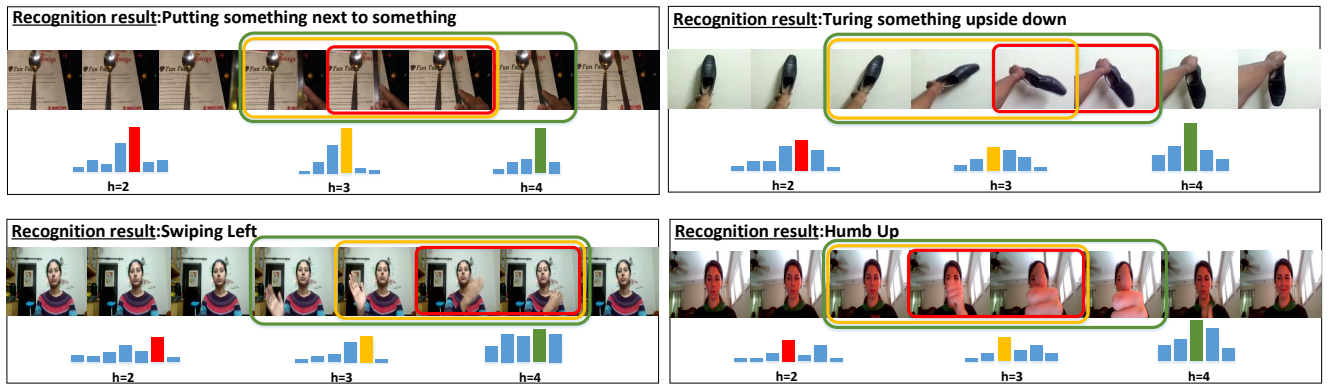 Recognition result:Putting something next to something
h=2 h=3 h=4
Recognition result:Turing something upside down
h=2 h=3 h=4
Recognition result:Swiping Left
h=2 h=3 h=4
Recognition result:Humb Up
h=2 h=3 h=4